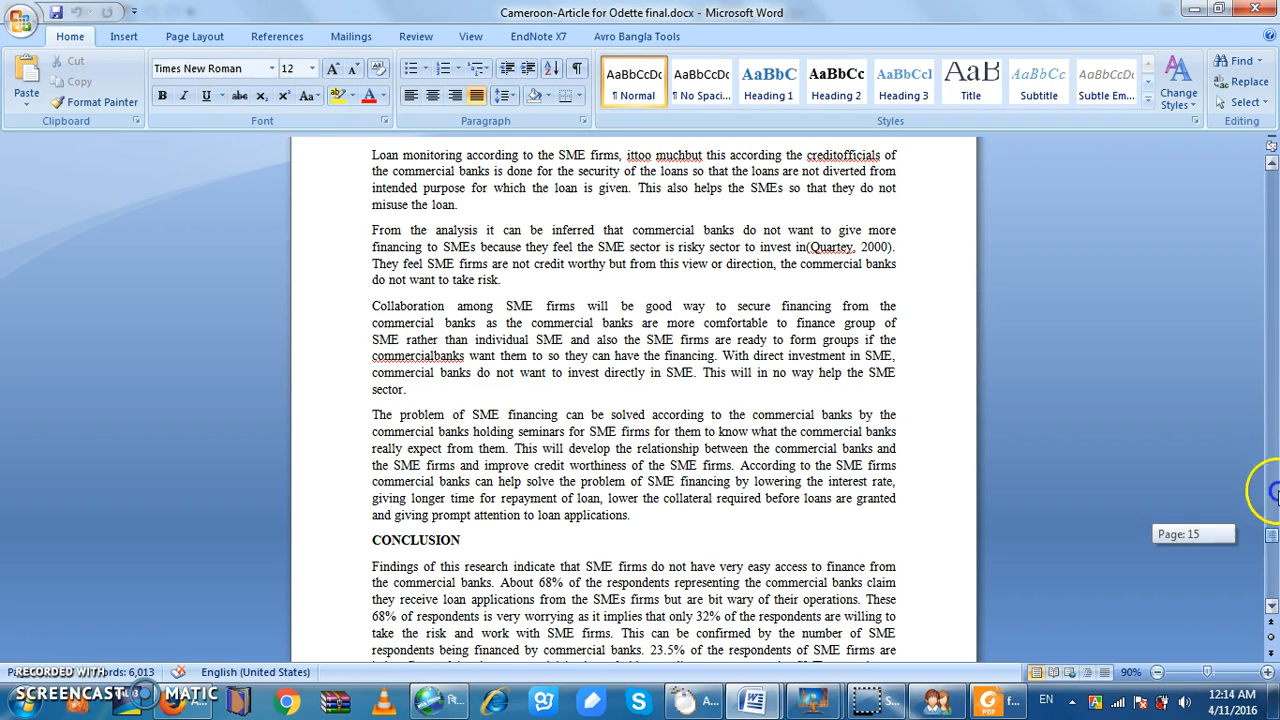 Cameroon-Article for Odette final.docx - Microsoft Word
Home Insert Page Layout References Mailings Review View EndNote X7 Avro Bangla Tools
Paste
Cut
Copy
Format Painter
Clipboard
Times New Roman 12
Font
Paragraph
AaBbCcDc AaBbCcDc AaBbC AaBbCc AaBbCcI AaB AaBbCcl AaBbCcDc
¶ Normal ¶ No Spaci... Heading 1 Heading 2 Heading 3 Title Subtitle Subtle Em...
Change Styles
Styles
Find
Replace
Select
Editing
Loan monitoring according to the SME firms, ittoo muchbut this according the creditofficials of
the commercial banks is done for the security of the loans so that the loans are not diverted from
intended purpose for which the loan is given. This also helps the SMEs so that they do not
misuse the loan.
From the analysis it can be inferred that commercial banks do not want to give more
financing to SMEs because they feel the SME sector is risky sector to invest in(Quartey, 2000).
They feel SME firms are not credit worthy but from this view or direction, the commercial banks
do not want to take risk.
Collaboration among SME firms will be good way to secure financing from the
commercial banks as the commercial banks are more comfortable to finance group of
SME rather than individual SME and also the SME firms are ready to form groups if the
commercialbanks want them to so they can have the financing. With direct investment in SME,
commercial banks do not want to invest directly in SME. This will in no way help the SME
sector.
The problem of SME financing can be solved according to the commercial banks by the
commercial banks holding seminars for SME firms for them to know what the commercial banks
really expect from them. This will develop the relationship between the commercial banks and
the SME firms and improve credit worthiness of the SME firms. According to the SME firms
commercial banks can help solve the problem of SME financing by lowering the interest rate,
giving longer time for repayment of loan, lower the collateral required before loans are granted
and giving prompt attention to loan applications.
Page: 15
CONCLUSION
Findings of this research indicate that SME firms do not have very easy access to finance from
the commercial banks. About 68% of the respondents representing the commercial banks claim
they receive loan applications from the SMEs firms but are bit wary of their operations. These
68% of respondents is very worrying as it implies that only 32% of the respondents are willing to
take the risk and work with SME firms. This can be confirmed by the number of SME
respondents being financed by commercial banks. 23.5% of the respondents of SME firms are
RECORDED WITH
SCREENCAST MATIC
6,013 English (United States) 90%
EN
12:14 AM
4/11/2016